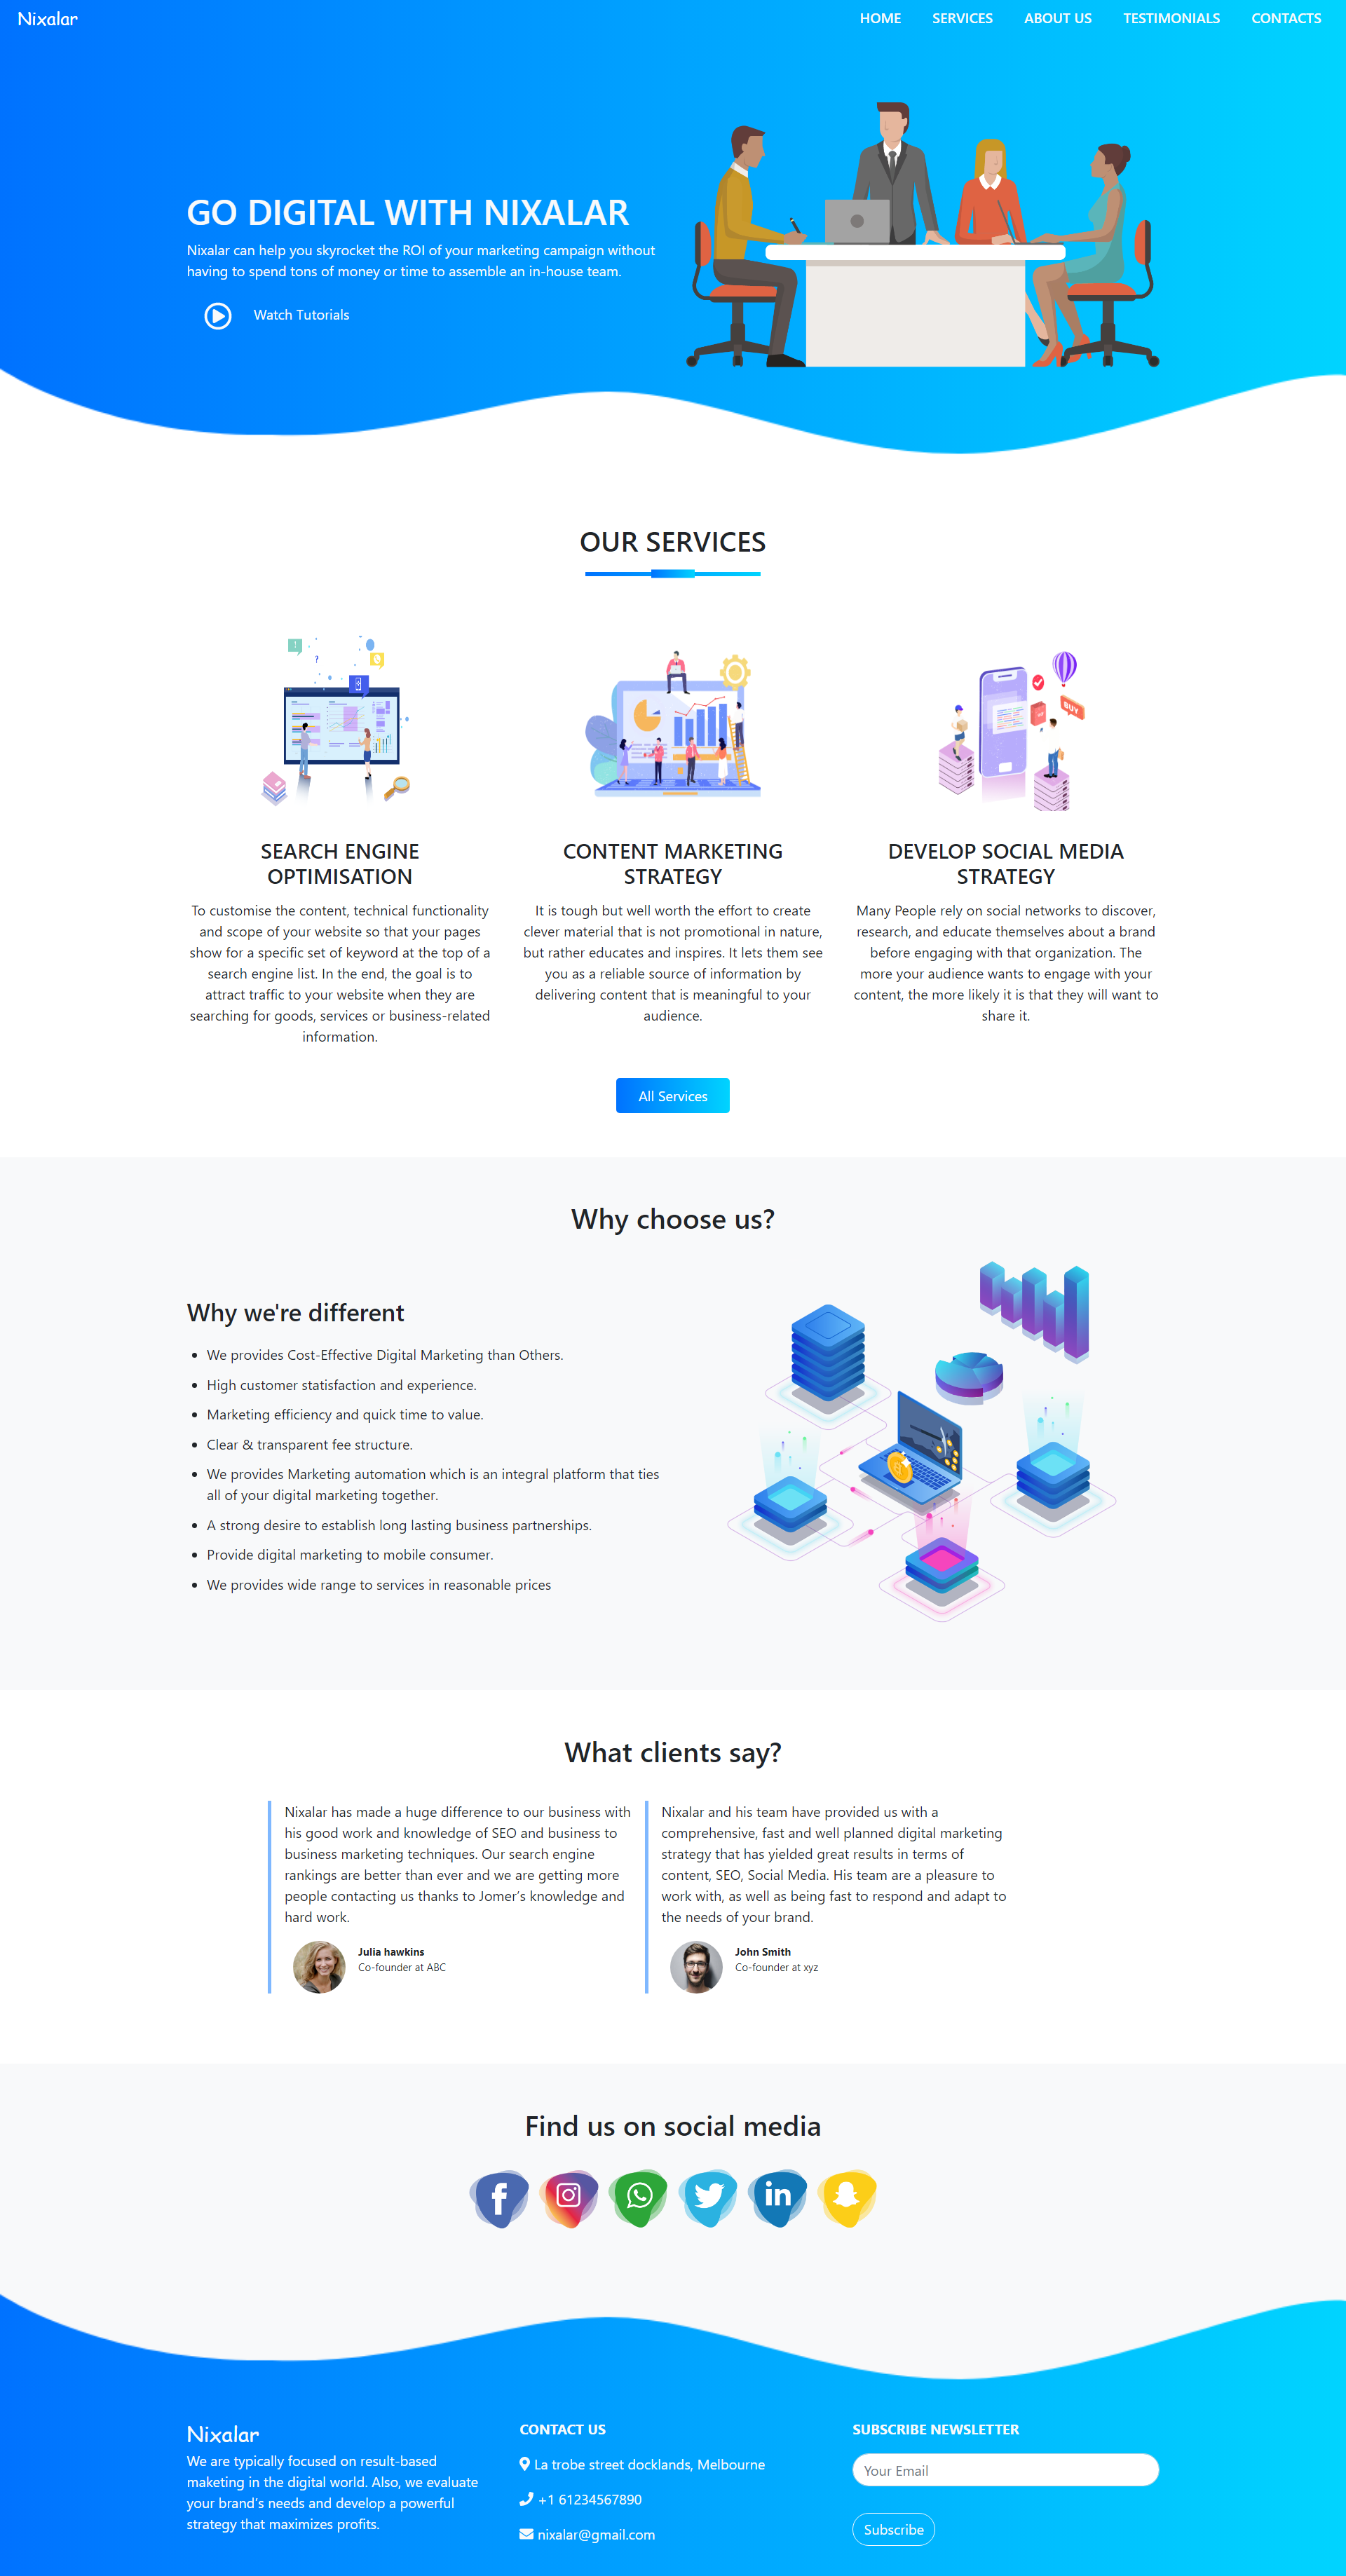 Nixalar
HOME SERVICES ABOUT US TESTIMONIALS CONTACTS
GO DIGITAL WITH NIXALAR
Nixalar can help you skyrocket the ROI of your marketing campaign without
having to spend tons of money or time to assemble an in-house team.
Watch Tutorials
OUR SERVICES
BUY
SEARCH ENGINE
OPTIMISATION
To customise the content, technical functionality
and scope of your website so that your pages
show for a specific set of keyword at the top of a
search engine list. In the end, the goal is to
attract traffic to your website when they are
searching for goods, services or business-related
information.
CONTENT MARKETING
STRATEGY
It is tough but well worth the effort to create
clever material that is not promotional in nature,
but rather educates and inspires. It lets them see
you as a reliable source of information by
delivering content that is meaningful to your
audience.
DEVELOP SOCIAL MEDIA
STRATEGY
Many People rely on social networks to discover,
research, and educate themselves about a brand
before engaging with that organization. The
more your audience wants to engage with your
content, the more likely it is that they will want to
share it.
All Services
Why choose us?
Why we're different
We provides Cost-Effective Digital Marketing than Others.
High customer statisfaction and experience.
Marketing efficiency and quick time to value.
Clear & transparent fee structure.
We provides Marketing automation which is an integral platform that ties
all of your digital marketing together.
A strong desire to establish long lasting business partnerships.
Provide digital marketing to mobile consumer.
We provides wide range to services in reasonable prices
What clients say?
Nixalar has made a huge difference to our business with
his good work and knowledge of SEO and business to
business marketing techniques. Our search engine
rankings are better than ever and we are getting more
people contacting us thanks to Jomer’s knowledge and
hard work.
Julia hawkins
Co-founder at ABC
Nixalar and his team have provided us with a
comprehensive, fast and well planned digital marketing
strategy that has yielded great results in terms of
content, SEO, Social Media. His team are a pleasure to
work with, as well as being fast to respond and adapt to
the needs of your brand.
John Smith
Co-founder at xyz
Find us on social media
Nixalar
We are typically focused on result-based
maketing in the digital world. Also, we evaluate
your brand’s needs and develop a powerful
strategy that maximizes profits.
CONTACT US
La trobe street docklands, Melbourne
+1 61234567890
nixalar@gmail.com
SUBSCRIBE NEWSLETTER
Your Email
Subscribe